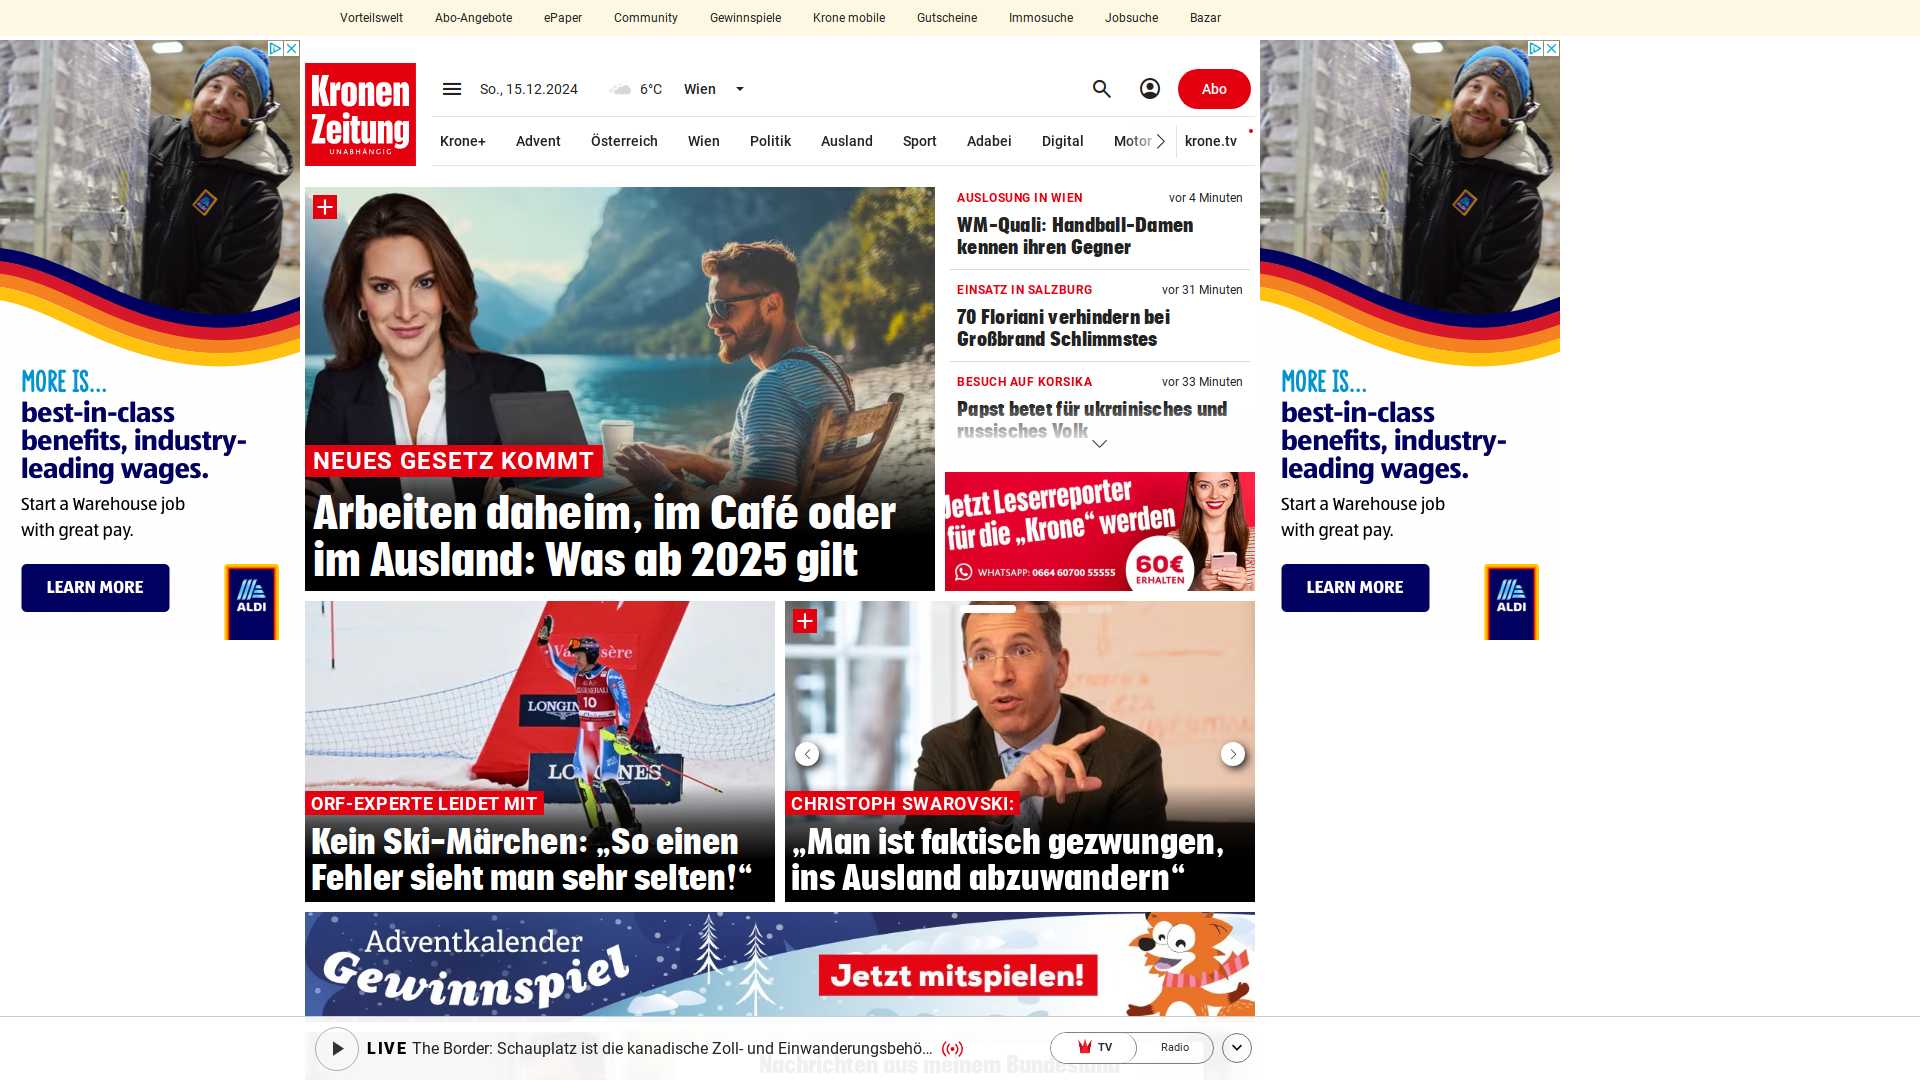 Vorteilswelt
Abo-Angebote
ePaper
Community
Gewinnspiele
Krone mobile
Gutscheine
Immosuche
Jobsuche
Bazar
Kronen
Zeitung
UNABHÄNGIG
So., 15.12.2024
6°C
Wien
Abo
Krone+
Advent
Österreich
Wien
Politik
Ausland
Sport
Adabei
Digital
Motor
krone.tv
MORE IS...
best-in-class
benefits, industry-
leading wages.
Start a Warehouse job
with great pay.
LEARN MORE
ALDI
NEUES GESETZ KOMMT
Arbeiten daheim, im Café oder
im Ausland: Was ab 2025 gilt
AUSLOSUNG IN WIEN
vor 4 Minuten
WM-Quali: Handball-Damen
kennen ihren Gegner
EINSATZ IN SALZBURG
vor 31 Minuten
70 Floriani verhindern bei
Großbrand Schlimmstes
BESUCH AUF KORSIKA
vor 33 Minuten
Papst betet für ukrainisches und
russisches Volk
Jetzt Leserreporter
für die „Krone“ werden
WHATSAPP: 0664 60700 55555
60€
ERHALTEN
MORE IS...
best-in-class
benefits, industry-
leading wages.
Start a Warehouse job
with great pay.
LEARN MORE
ALDI
10
LONGINES
ORF-EXPERTE LEIDET MIT
Kein Ski-Märchen: „So einen
Fehler sieht man sehr selten!“
CHRISTOPH SWAROVSKI:
„Man ist faktisch gezwungen,
ins Ausland abzuwandern“
Adventkalender
Gewinnspiel
Jetzt mitspielen!
LIVE The Border: Schauplatz ist die kanadische Zoll- und Einwanderungsbehö...
TV
Radio
Nachrichten aus meinem Bundesland